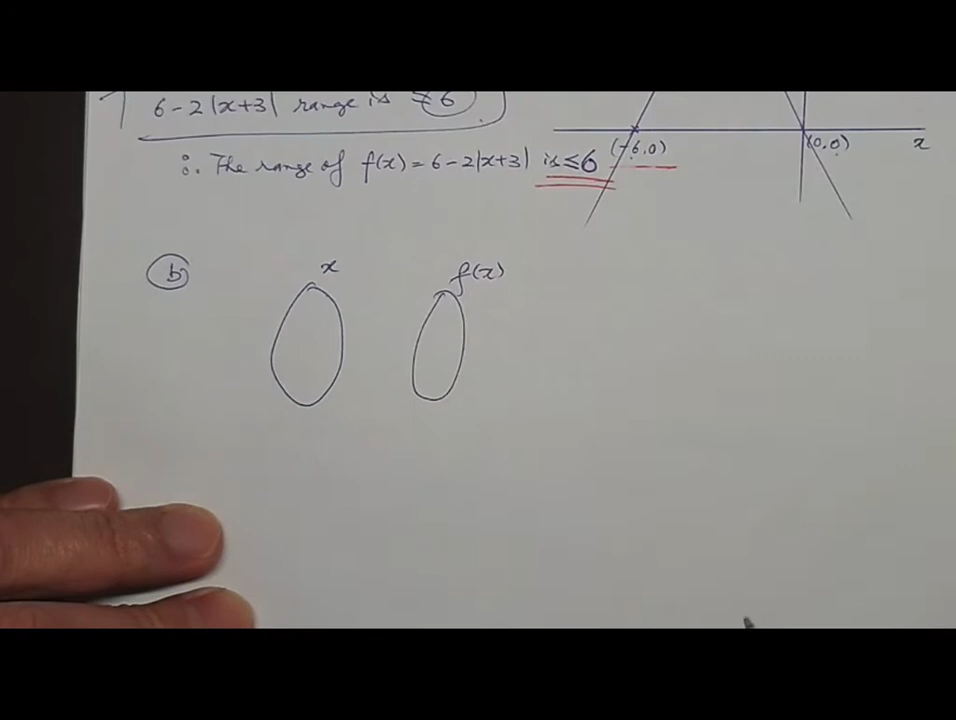 6-2|x+3| range is ≤6
(-6,0)
(0,0)
x
∴ The range of f(x) = 6-2|x+3| is ≤6
b
x
f(x)